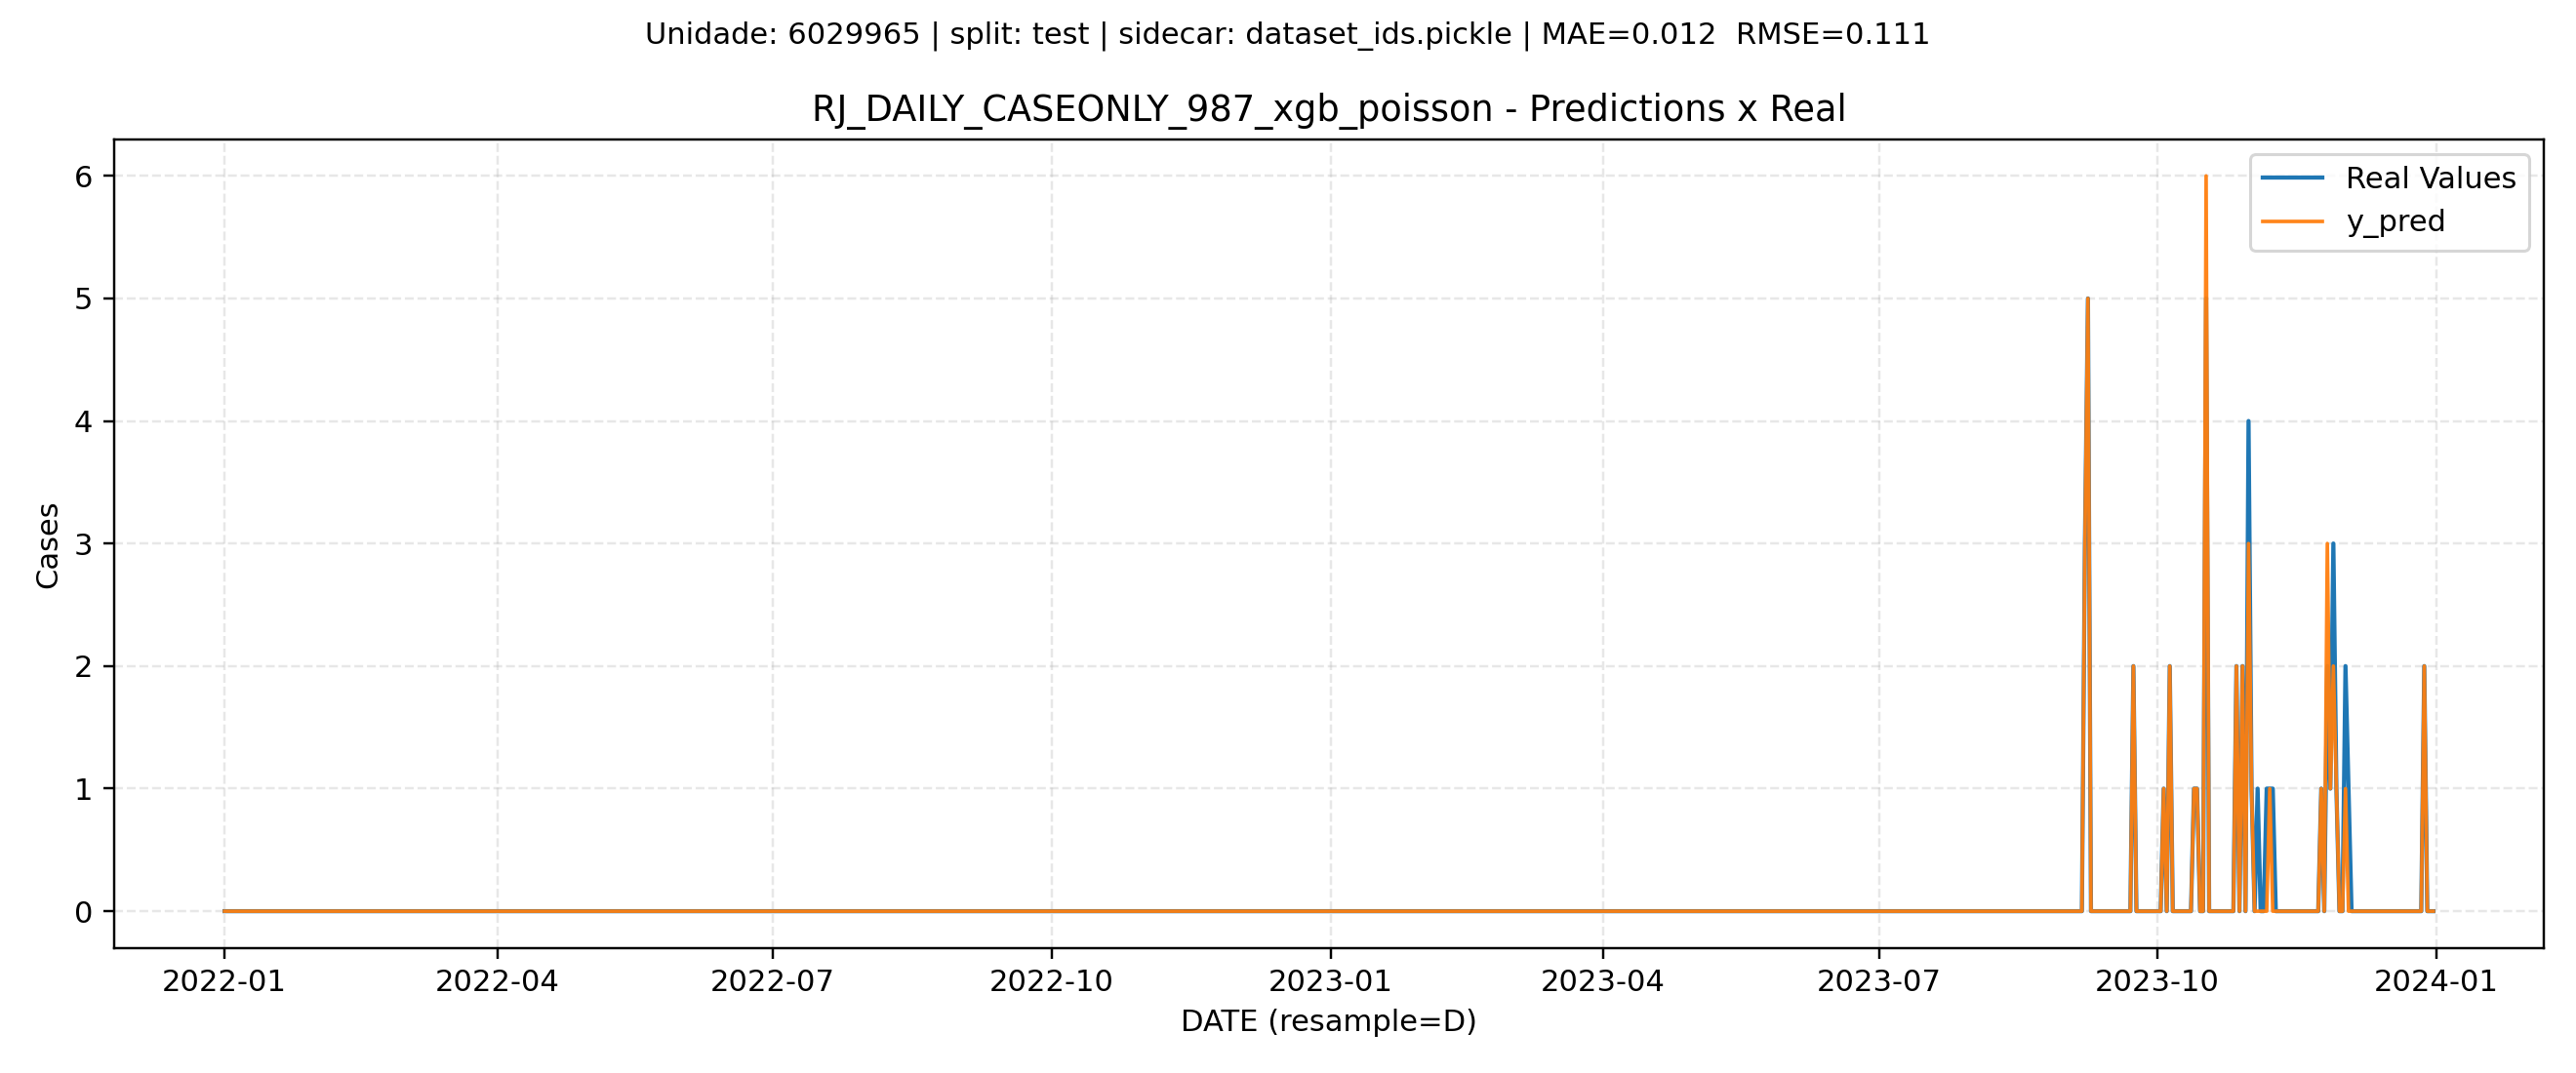 Unidade: 6029965 | split: test | sidecar: dataset_ids.pickle | MAE=0.012  RMSE=0.111
RJ_DAILY_CASEONLY_987_xgb_poisson - Predictions x Real
Real Values
y_pred
Cases
6
5
4
3
2
1
0
2022-01
2022-04
2022-07
2022-10
2023-01
2023-04
2023-07
2023-10
2024-01
DATE (resample=D)